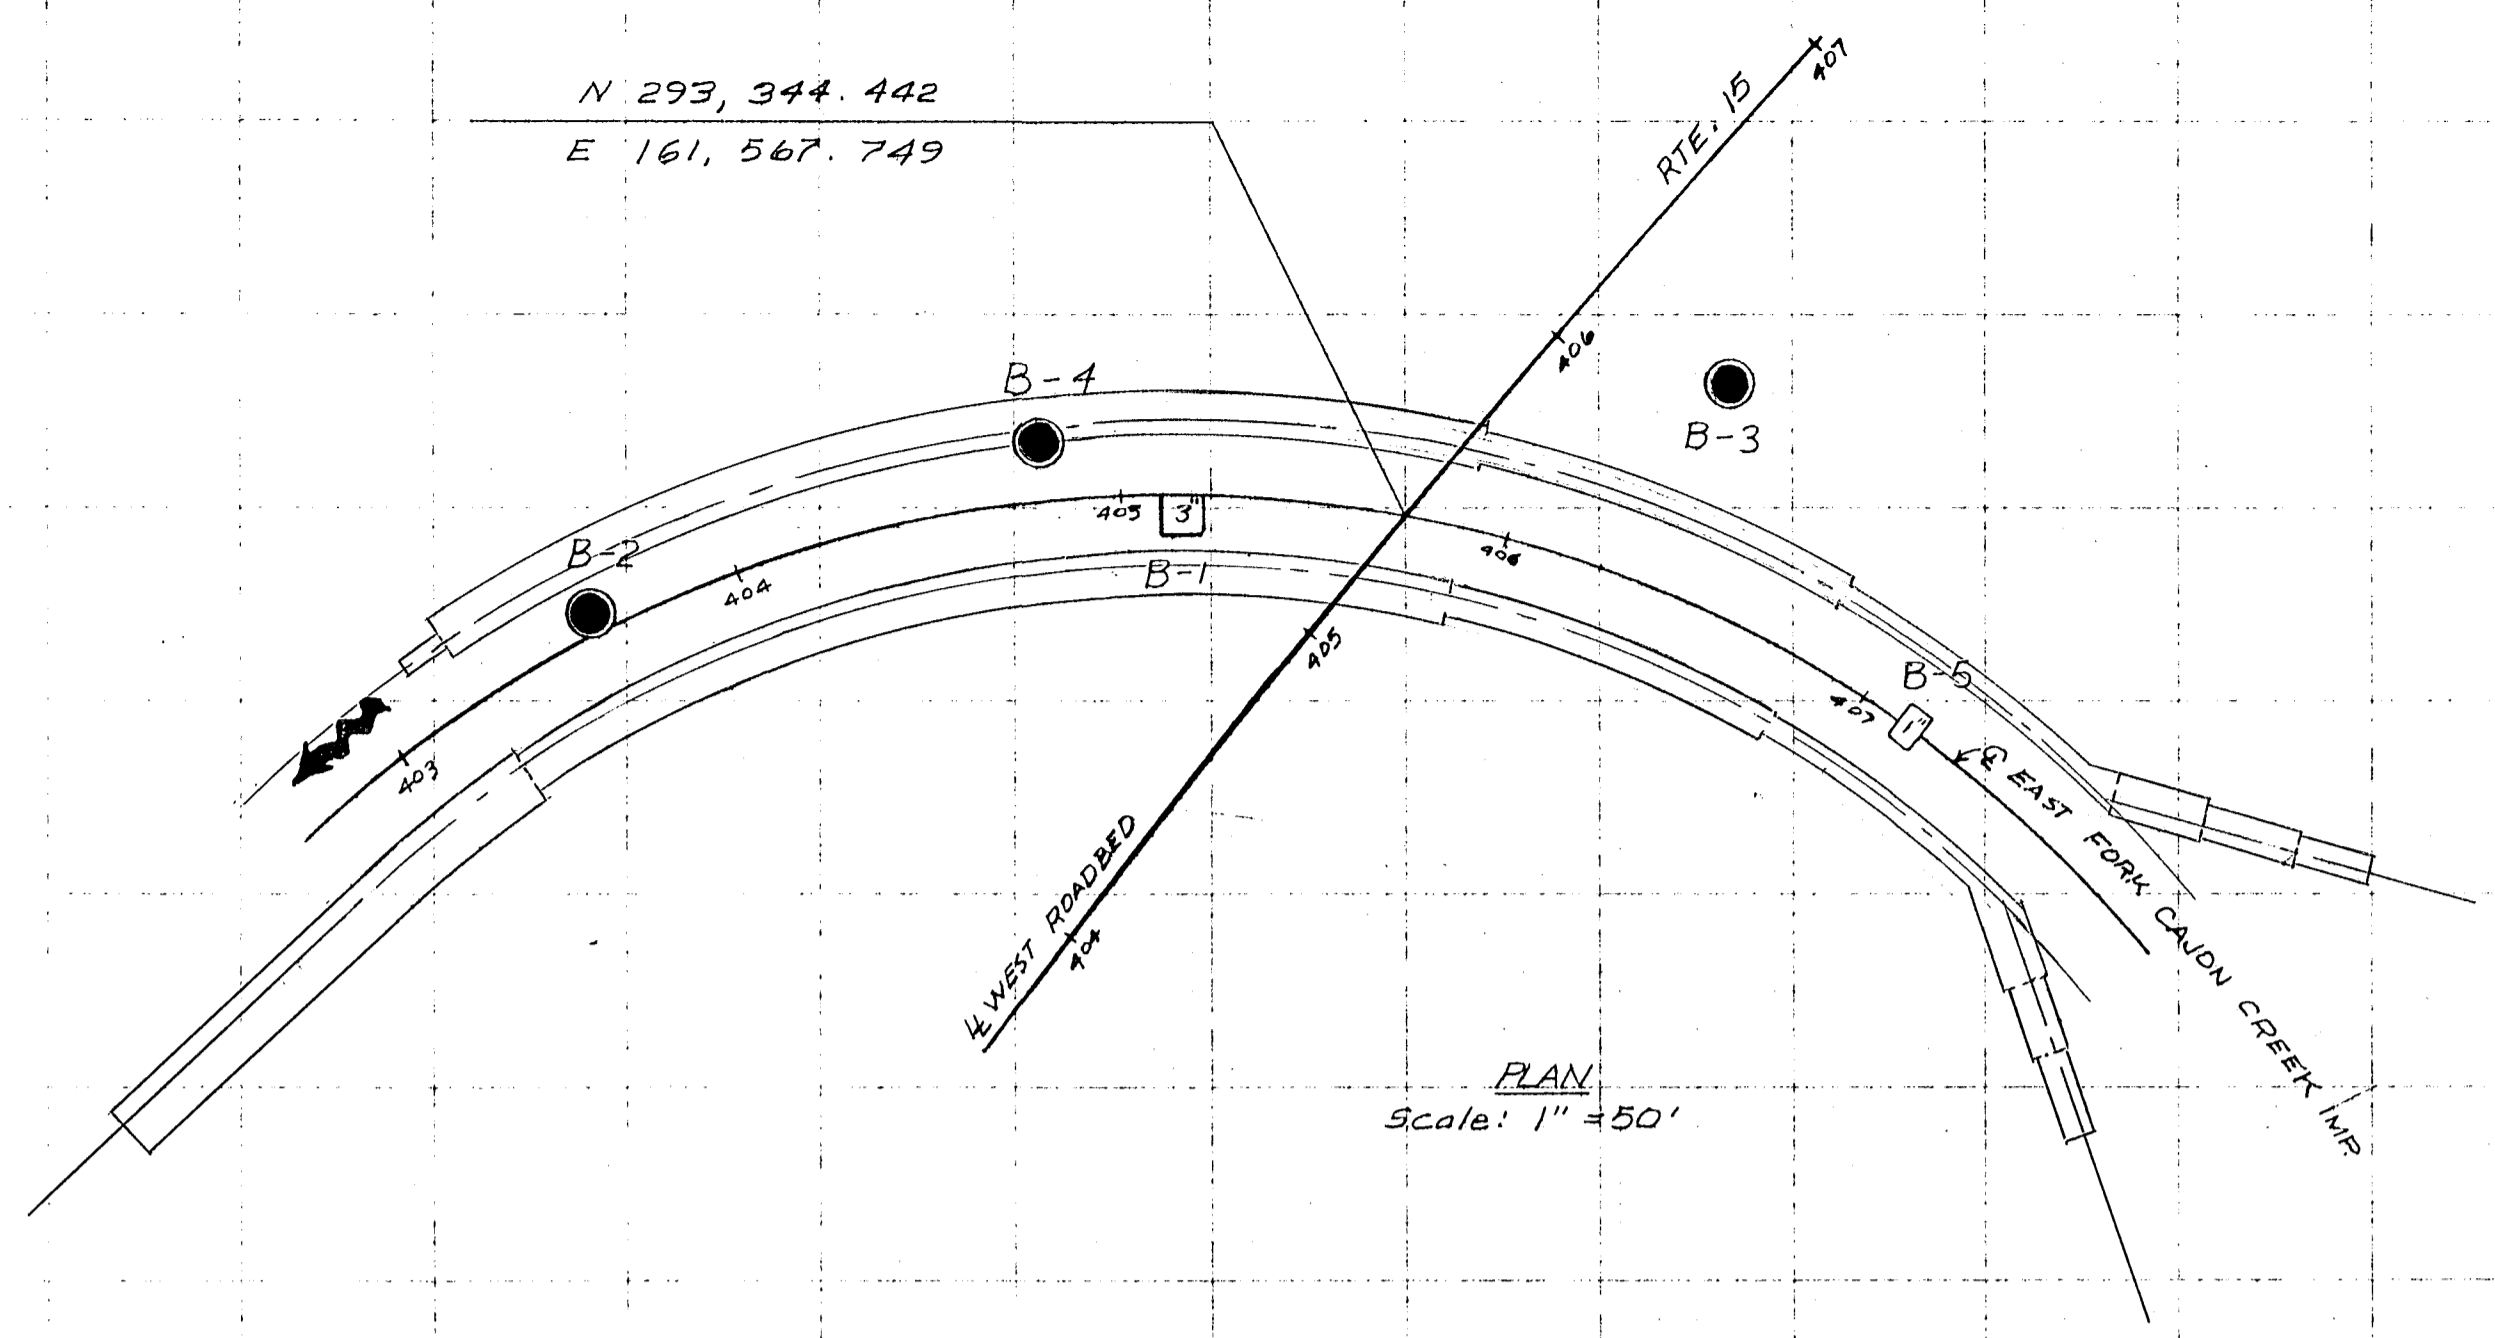 N 293, 344. 442
E 161, 567. 749
RTE. 15
407
406
B-4
B-3
405
3"
406
B-2
404
B-1
405
B-5
407
1"
403
℄ EAST FORK CAJON CREEK IMP.
℄ WEST ROADBED
404
PLAN
Scale: 1" = 50'